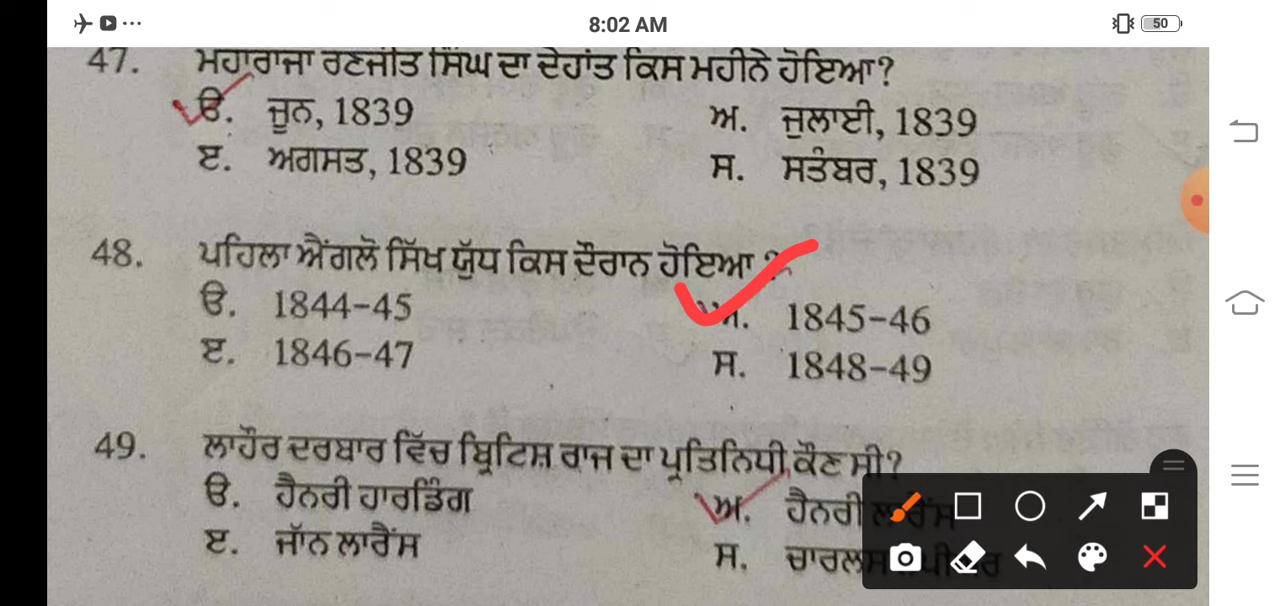 8:02 AM
50
47. ਮਹਾਰਾਜਾ ਰਣਜੀਤ ਸਿੰਘ ਦਾ ਦੇਹਾਂਤ ਕਿਸ ਮਹੀਨੇ ਹੋਇਆ?
ੳ. ਜੂਨ, 1839 ਅ. ਜੁਲਾਈ, 1839
ੲ. ਅਗਸਤ, 1839 ਸ. ਸਤੰਬਰ, 1839
48. ਪਹਿਲਾ ਐਂਗਲੋ ਸਿੱਖ ਯੁੱਧ ਕਿਸ ਦੌਰਾਨ ਹੋਇਆ ?
ੳ. 1844-45 ਅ. 1845-46
ੲ. 1846-47 ਸ. 1848-49
49. ਲਾਹੌਰ ਦਰਬਾਰ ਵਿੱਚ ਬ੍ਰਿਟਿਸ਼ ਰਾਜ ਦਾ ਪ੍ਰਤਿਨਿਧੀ ਕੌਣ ਸੀ?
ੳ. ਹੈਨਰੀ ਹਾਰਡਿੰਗ ਅ. ਹੈਨਰੀ ਲਾਰੈਂਸ
ੲ. ਜਾੱਨ ਲਾਰੈਂਸ ਸ. ਚਾਰਲਸ